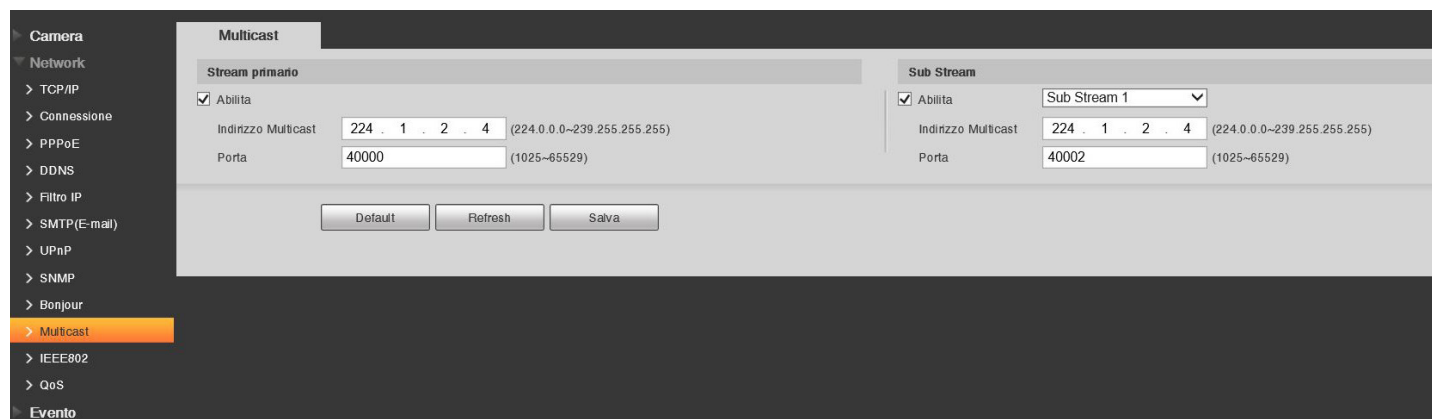 Camera
Network
> TCP/IP
> Connessione
> PPPoE
> DDNS
> Filtro IP
> SMTP(E-mail)
> UPnP
> SNMP
> Bonjour
> Multicast
> IEEE802
> QoS
Evento
Multicast
Stream primario
Abilita
Indirizzo Multicast 224 . 1 . 2 . 4 (224.0.0.0~239.255.255.255)
Porta 40000 (1025~65529)
Sub Stream
Abilita Sub Stream 1
Indirizzo Multicast 224 . 1 . 2 . 4 (224.0.0.0~239.255.255.255)
Porta 40002 (1025~65529)
Default Refresh Salva